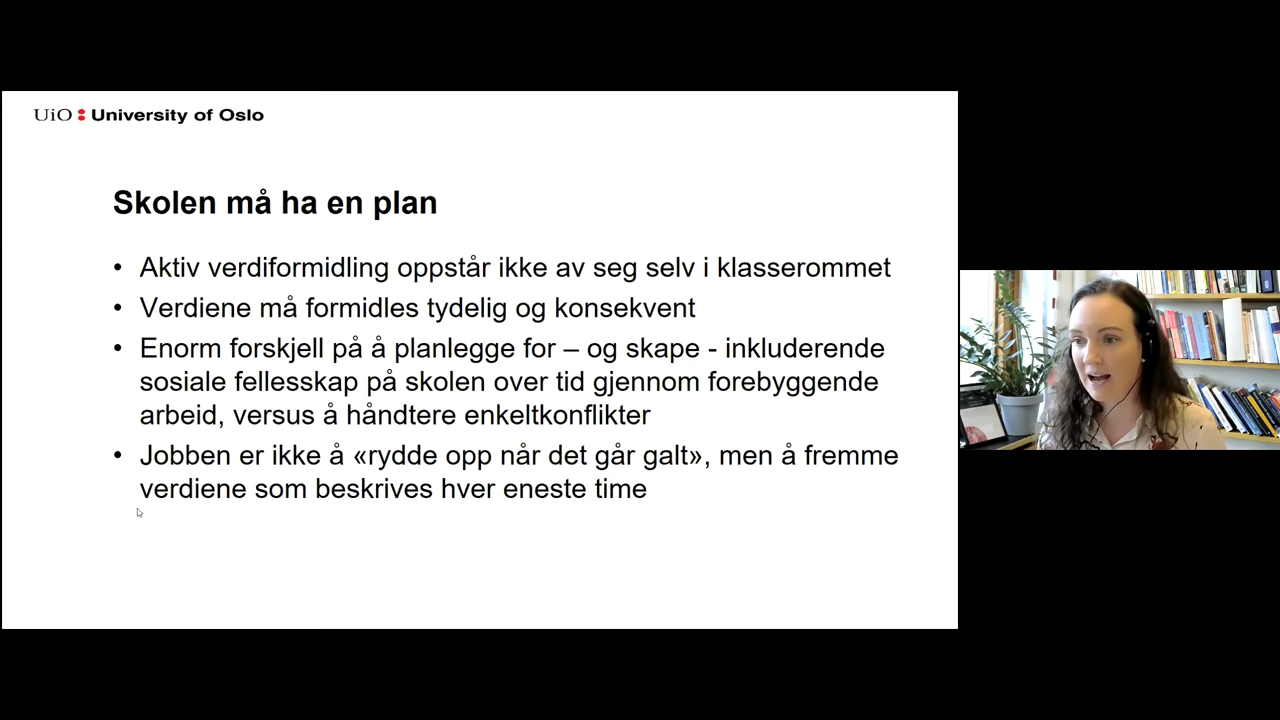 UiO : University of Oslo
Skolen må ha en plan
• Aktiv verdiformidling oppstår ikke av seg selv i klasserommet
• Verdiene må formidles tydelig og konsekvent
• Enorm forskjell på å planlegge for – og skape - inkluderende
sosiale fellesskap på skolen over tid gjennom forebyggende
arbeid, versus å håndtere enkeltkonflikter
• Jobben er ikke å «rydde opp når det går galt», men å fremme
verdiene som beskrives hver eneste time